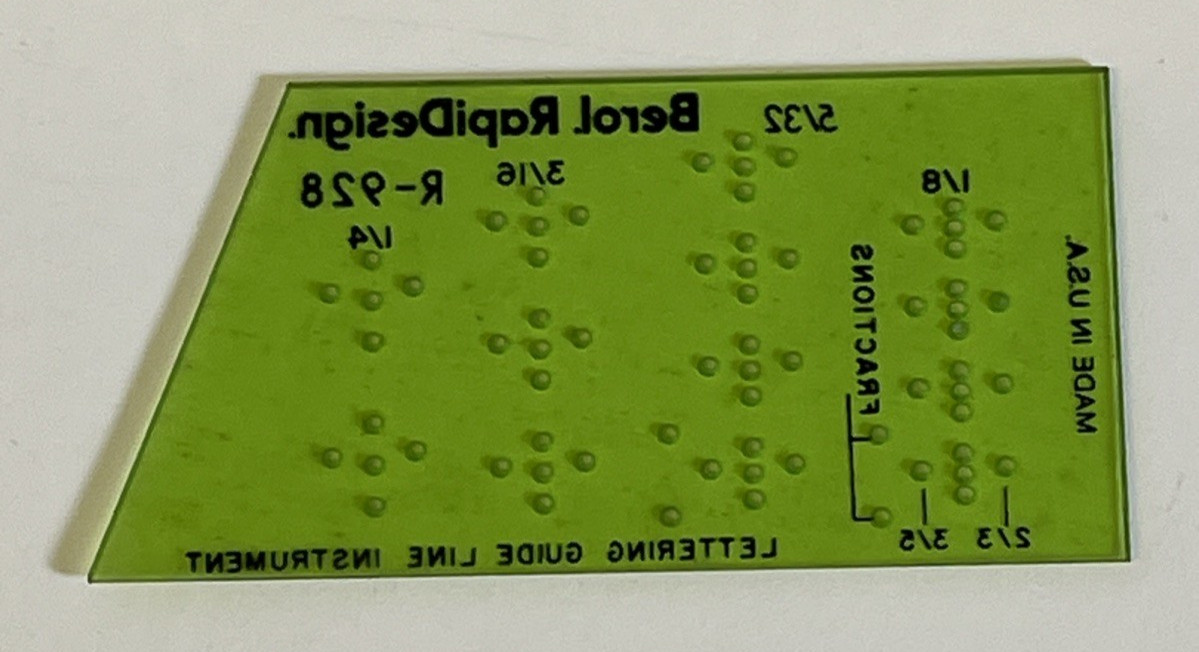 Berol RapiDesign.
R-928
5/32
3/16
1/8
1/4
FRACTIONS
MADE IN U.S.A.
2/3
3/5
LETTERING GUIDE LINE INSTRUMENT